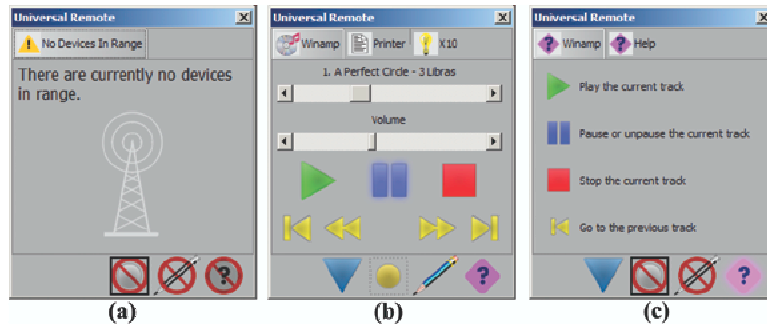 Universal Remote
No Devices In Range
There are currently no devices
in range.
(a)
Universal Remote
Winamp Printer X10
1. A Perfect Circle - 3 Libras
Volume
?
(b)
Universal Remote
? Winamp ? Help
Play the current track
Pause or unpause the current track
Stop the current track
Go to the previous track
?
(c)